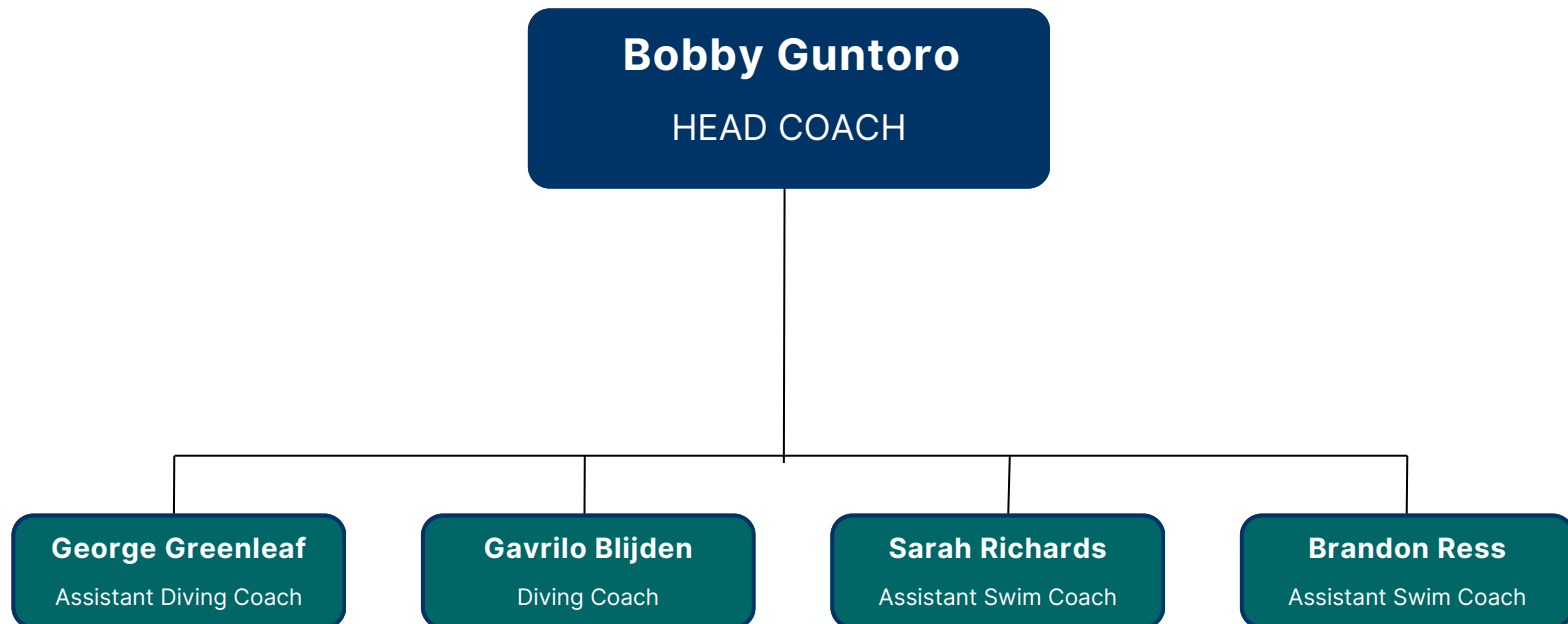 Bobby Guntoro
HEAD COACH
George Greenleaf
Assistant Diving Coach
Gavrilo Blijden
Diving Coach
Sarah Richards
Assistant Swim Coach
Brandon Ress
Assistant Swim Coach